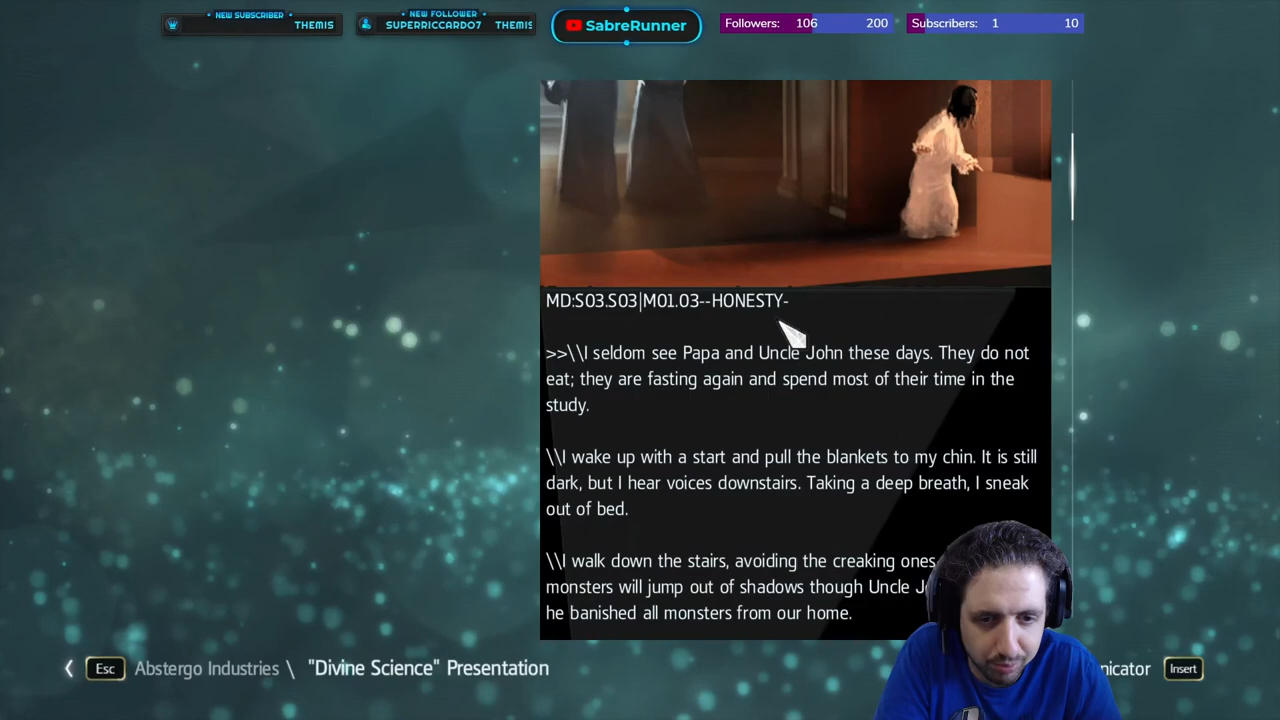 NEW SUBSCRIBER
THEMIS
NEW FOLLOWER
SUPERRICCARDO7 THEMIS
SabreRunner
Followers: 106 200
Subscribers: 1 10
MD:S03.S03|M01.03--HONESTY-
>>\\I seldom see Papa and Uncle John these days. They do not
eat; they are fasting again and spend most of their time in the
study.
\\I wake up with a start and pull the blankets to my chin. It is still
dark, but I hear voices downstairs. Taking a deep breath, I sneak
out of bed.
\\I walk down the stairs, avoiding the creaking ones
monsters will jump out of shadows though Uncle
he banished all monsters from our home.
Esc Abstergo Industries \ "Divine Science" Presentation
nicator Insert